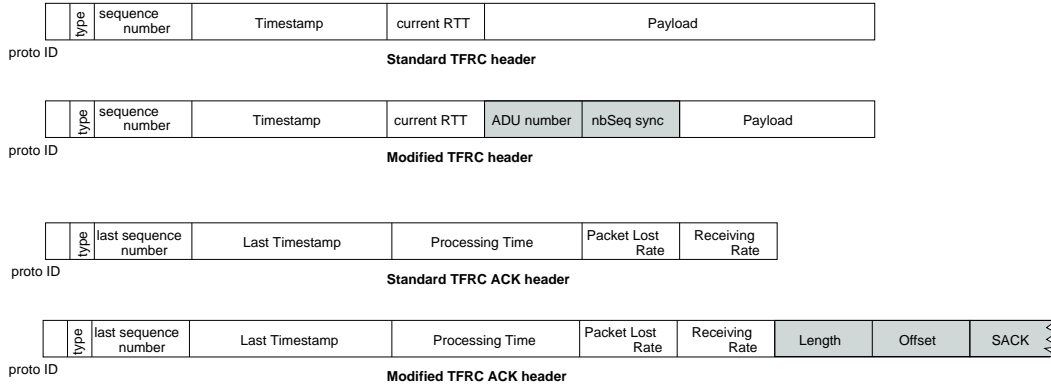 type sequence number Timestamp current RTT Payload
proto ID
Standard TFRC header
type sequence number Timestamp current RTT ADU number nbSeq sync Payload
proto ID
Modified TFRC header
type last sequence number Last Timestamp Processing Time Packet Lost Rate Receiving Rate
proto ID
Standard TFRC ACK header
type last sequence number Last Timestamp Processing Time Packet Lost Rate Receiving Rate Length Offset SACK
proto ID
Modified TFRC ACK header